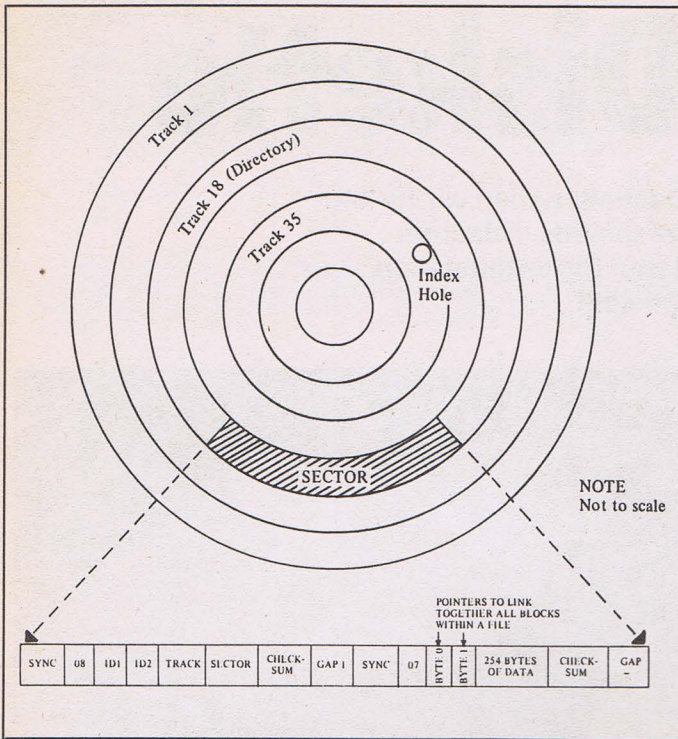 Track 1
Track 18 (Directory)
Track 35
Index
Hole
SECTOR
NOTE
Not to scale
POINTERS TO LINK
TOGETHER ALL BLOCKS
WITHIN A FILE
SYNC 08 ID1 ID2 TRACK SECTOR CHECK-
SUM GAP 1 SYNC 07 BYTE 0 BYTE 1 254 BYTES
OF DATA CHECK-
SUM GAP